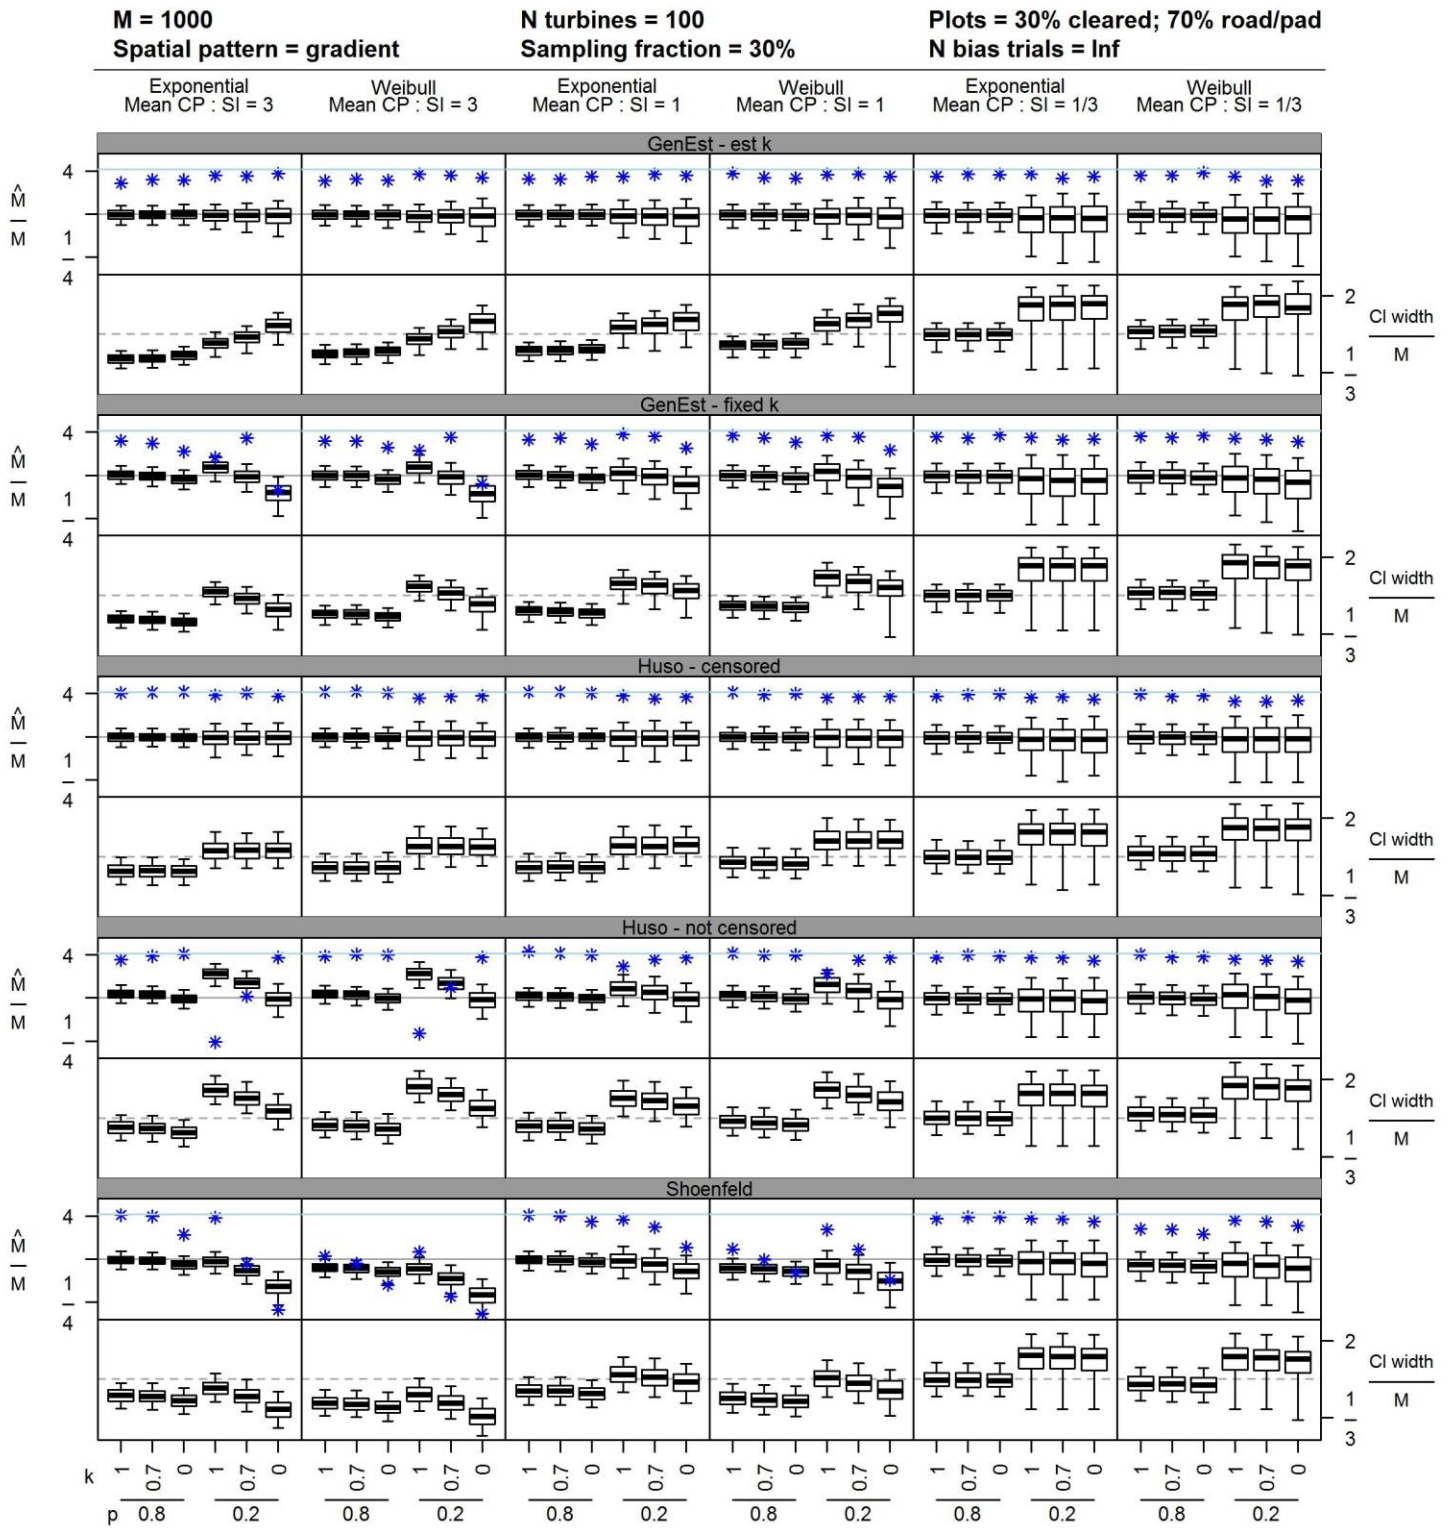 M = 1000 N turbines = 100 Plots = 30% cleared; 70% road/pad
Spatial pattern = gradient Sampling fraction = 30% N bias trials = Inf
Exponential Weibull Exponential Weibull Exponential Weibull
Mean CP : SI = 3 Mean CP : SI = 3 Mean CP : SI = 1 Mean CP : SI = 1 Mean CP : SI = 1/3 Mean CP : SI = 1/3
GenEst - est k
4
M̂
M
1
4
2
CI width
M
1
3
GenEst - fixed k
4
M̂
M
1
4
2
CI width
M
1
3
Huso - censored
4
M̂
M
1
4
2
CI width
M
1
3
Huso - not censored
4
M̂
M
1
4
2
CI width
M
1
3
Shoenfeld
4
M̂
M
1
4
2
CI width
M
1
3
k 1 0.7 0 1 0.7 0 1 0.7 0 1 0.7 0 1 0.7 0 1 0.7 0 1 0.7 0 1 0.7 0 1 0.7 0 1 0.7 0 1 0.7 0 1 0.7 0
p 0.8 0.2 0.8 0.2 0.8 0.2 0.8 0.2 0.8 0.2 0.8 0.2